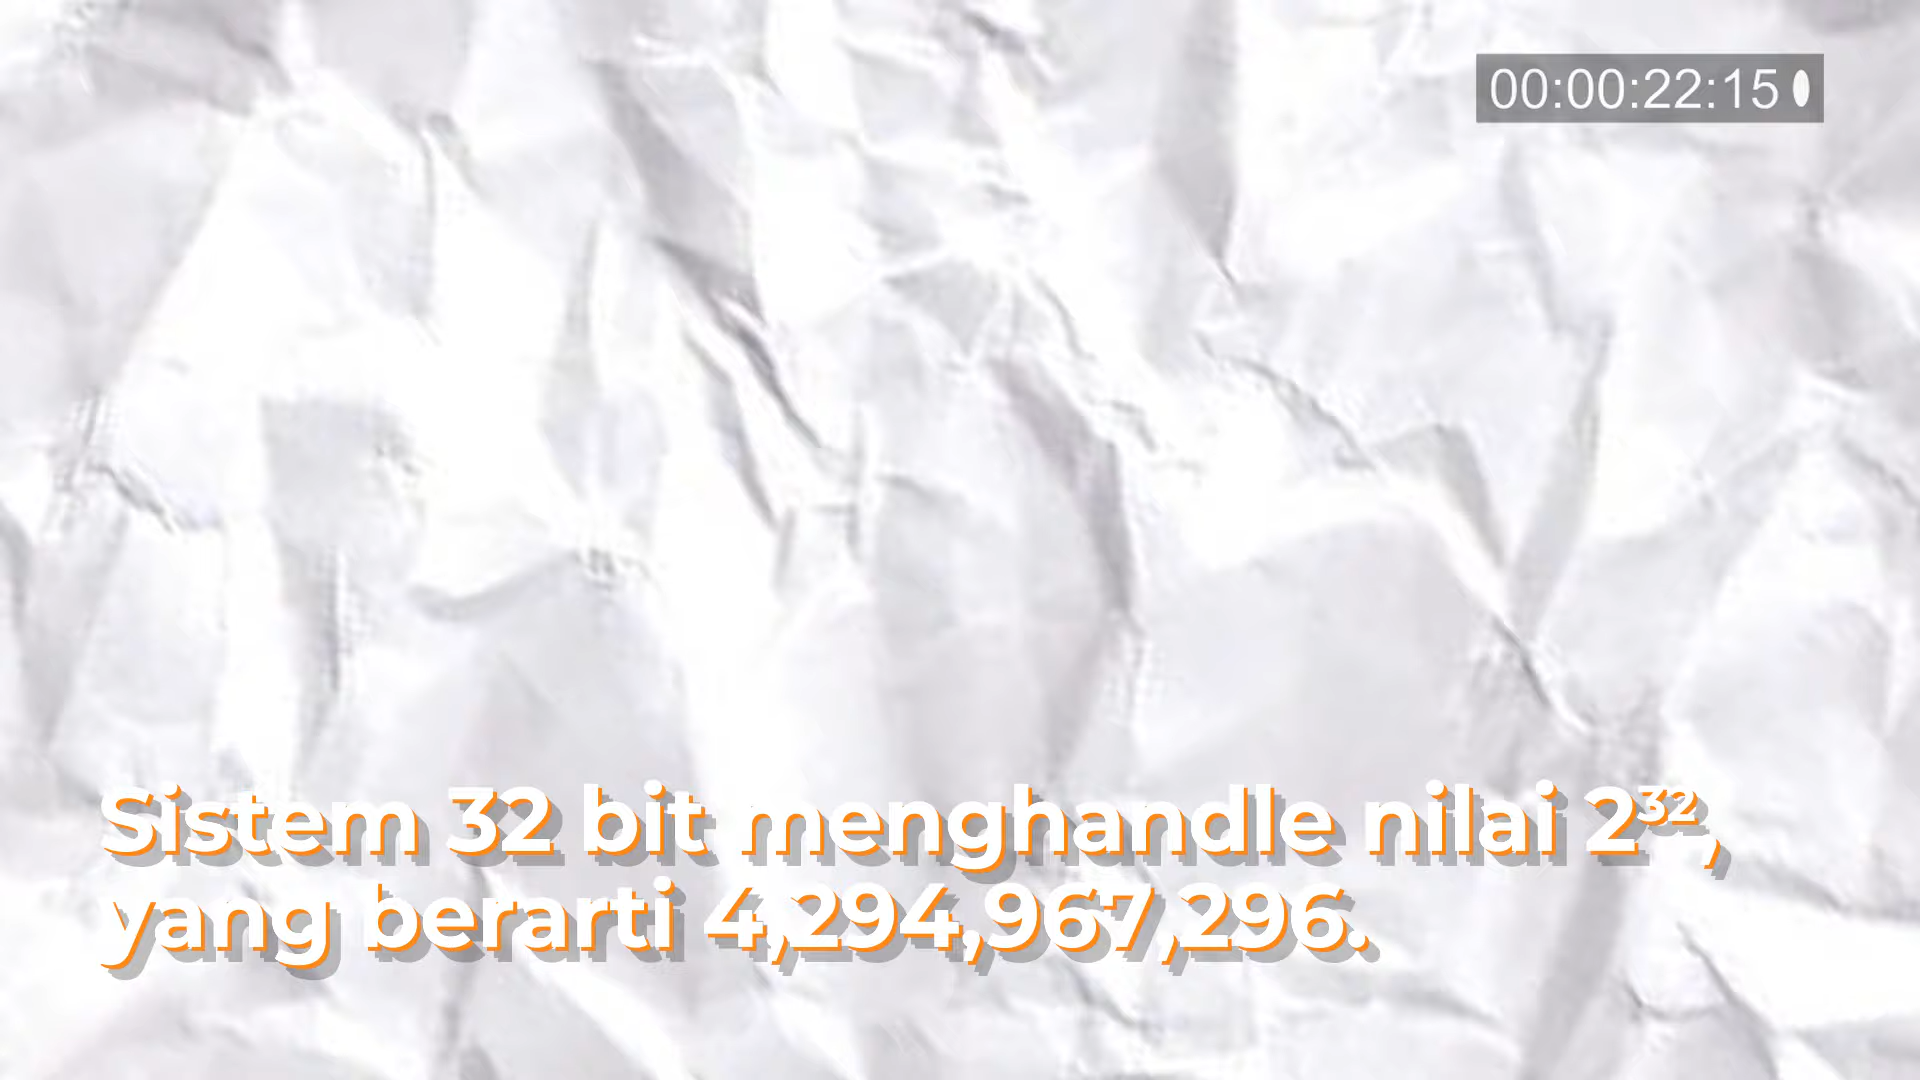 00:00:22:15
Sistem 32 bit menghandle nilai 2³²,
yang berarti 4,294,967,296.